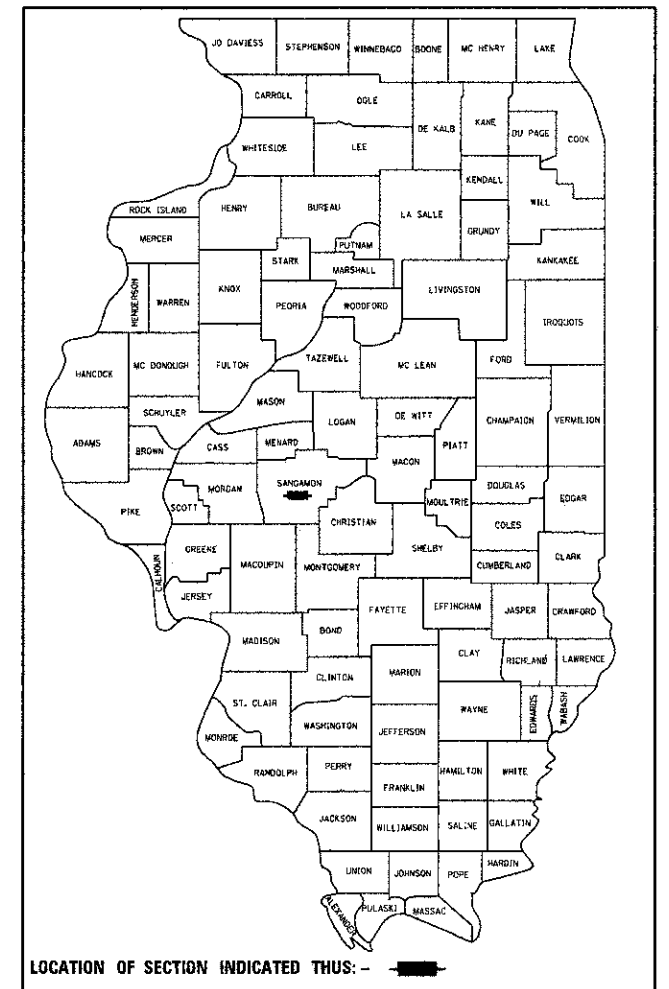 JO DAVIESS STEPHENSON WINNEBAGO BOONE MC HENRY LAKE
CARROLL OGLE DE KALB KANE DU PAGE COOK
WHITESIDE LEE KENDALL WILL
ROCK ISLAND HENRY BUREAU LA SALLE GRUNDY
MERCER PUTNAM KANKAKEE
STARK MARSHALL
HENDERSON WARREN KNOX PEORIA WOODFORD LIVINGSTON IROQUOIS
HANCOCK MC DONOUGH FULTON TAZEWELL MC LEAN FORD
SCHUYLER MASON LOGAN DE WITT CHAMPAION VERMILION
ADAMS BROWN CASS MENARD MACON PIATT
PIKE SCOTT MORGAN SANGAMON CHRISTIAN MOULTRIE DOUGLAS EDGAR
COLES
CALHOUN GREENE MACOUPIN MONTGOMERY SHELBY CUMBERLAND CLARK
JERSEY FAYETTE EFFINGHAM JASPER CRAWFORD
MADISON BOND CLAY RICHLAND LAWRENCE
CLINTON MARION
ST. CLAIR WASHINGTON JEFFERSON WAYNE EDWARDS WABASH
MONROE
RANDOLPH PERRY FRANKLIN HAMILTON WHITE
JACKSON WILLIAMSON SALINE GALLATIN
UNION JOHNSON POPE HARDIN
ALEXANDER PULASKI MASSAC
LOCATION OF SECTION INDICATED THUS: -